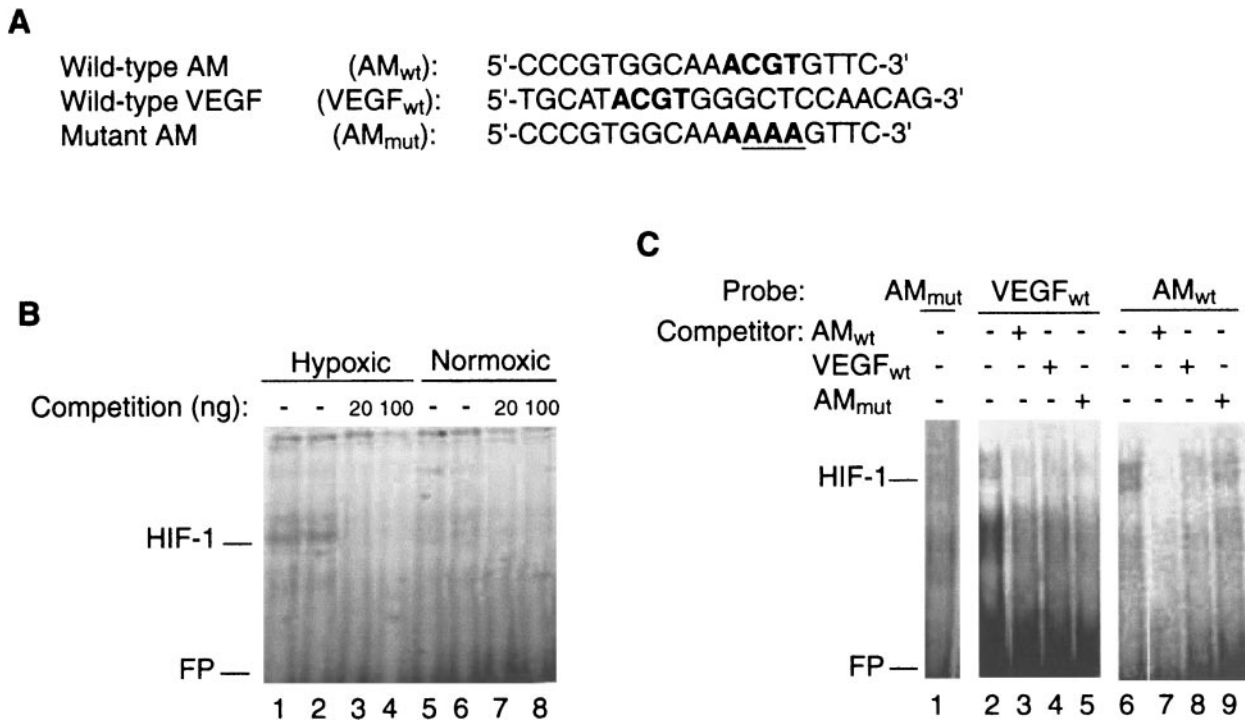 A
Wild-type AM (AMwt): 5'-CCCGTGGCAAACGTGTTC-3'
Wild-type VEGF (VEGFwt): 5'-TGCATACGTGGGCTCCAACAG-3'
Mutant AM (AMmut): 5'-CCCGTGGCAAAAAAGTTC-3'
B
Hypoxic Normoxic
Competition (ng): - - 20 100 - - 20 100
HIF-1
FP
1 2 3 4 5 6 7 8
C
Probe: AMmut VEGFwt AMwt
Competitor: AMwt - - + - - - + - -
VEGFwt - - - + - - - + -
AMmut - - - - + - - - +
HIF-1
FP
1 2 3 4 5 6 7 8 9